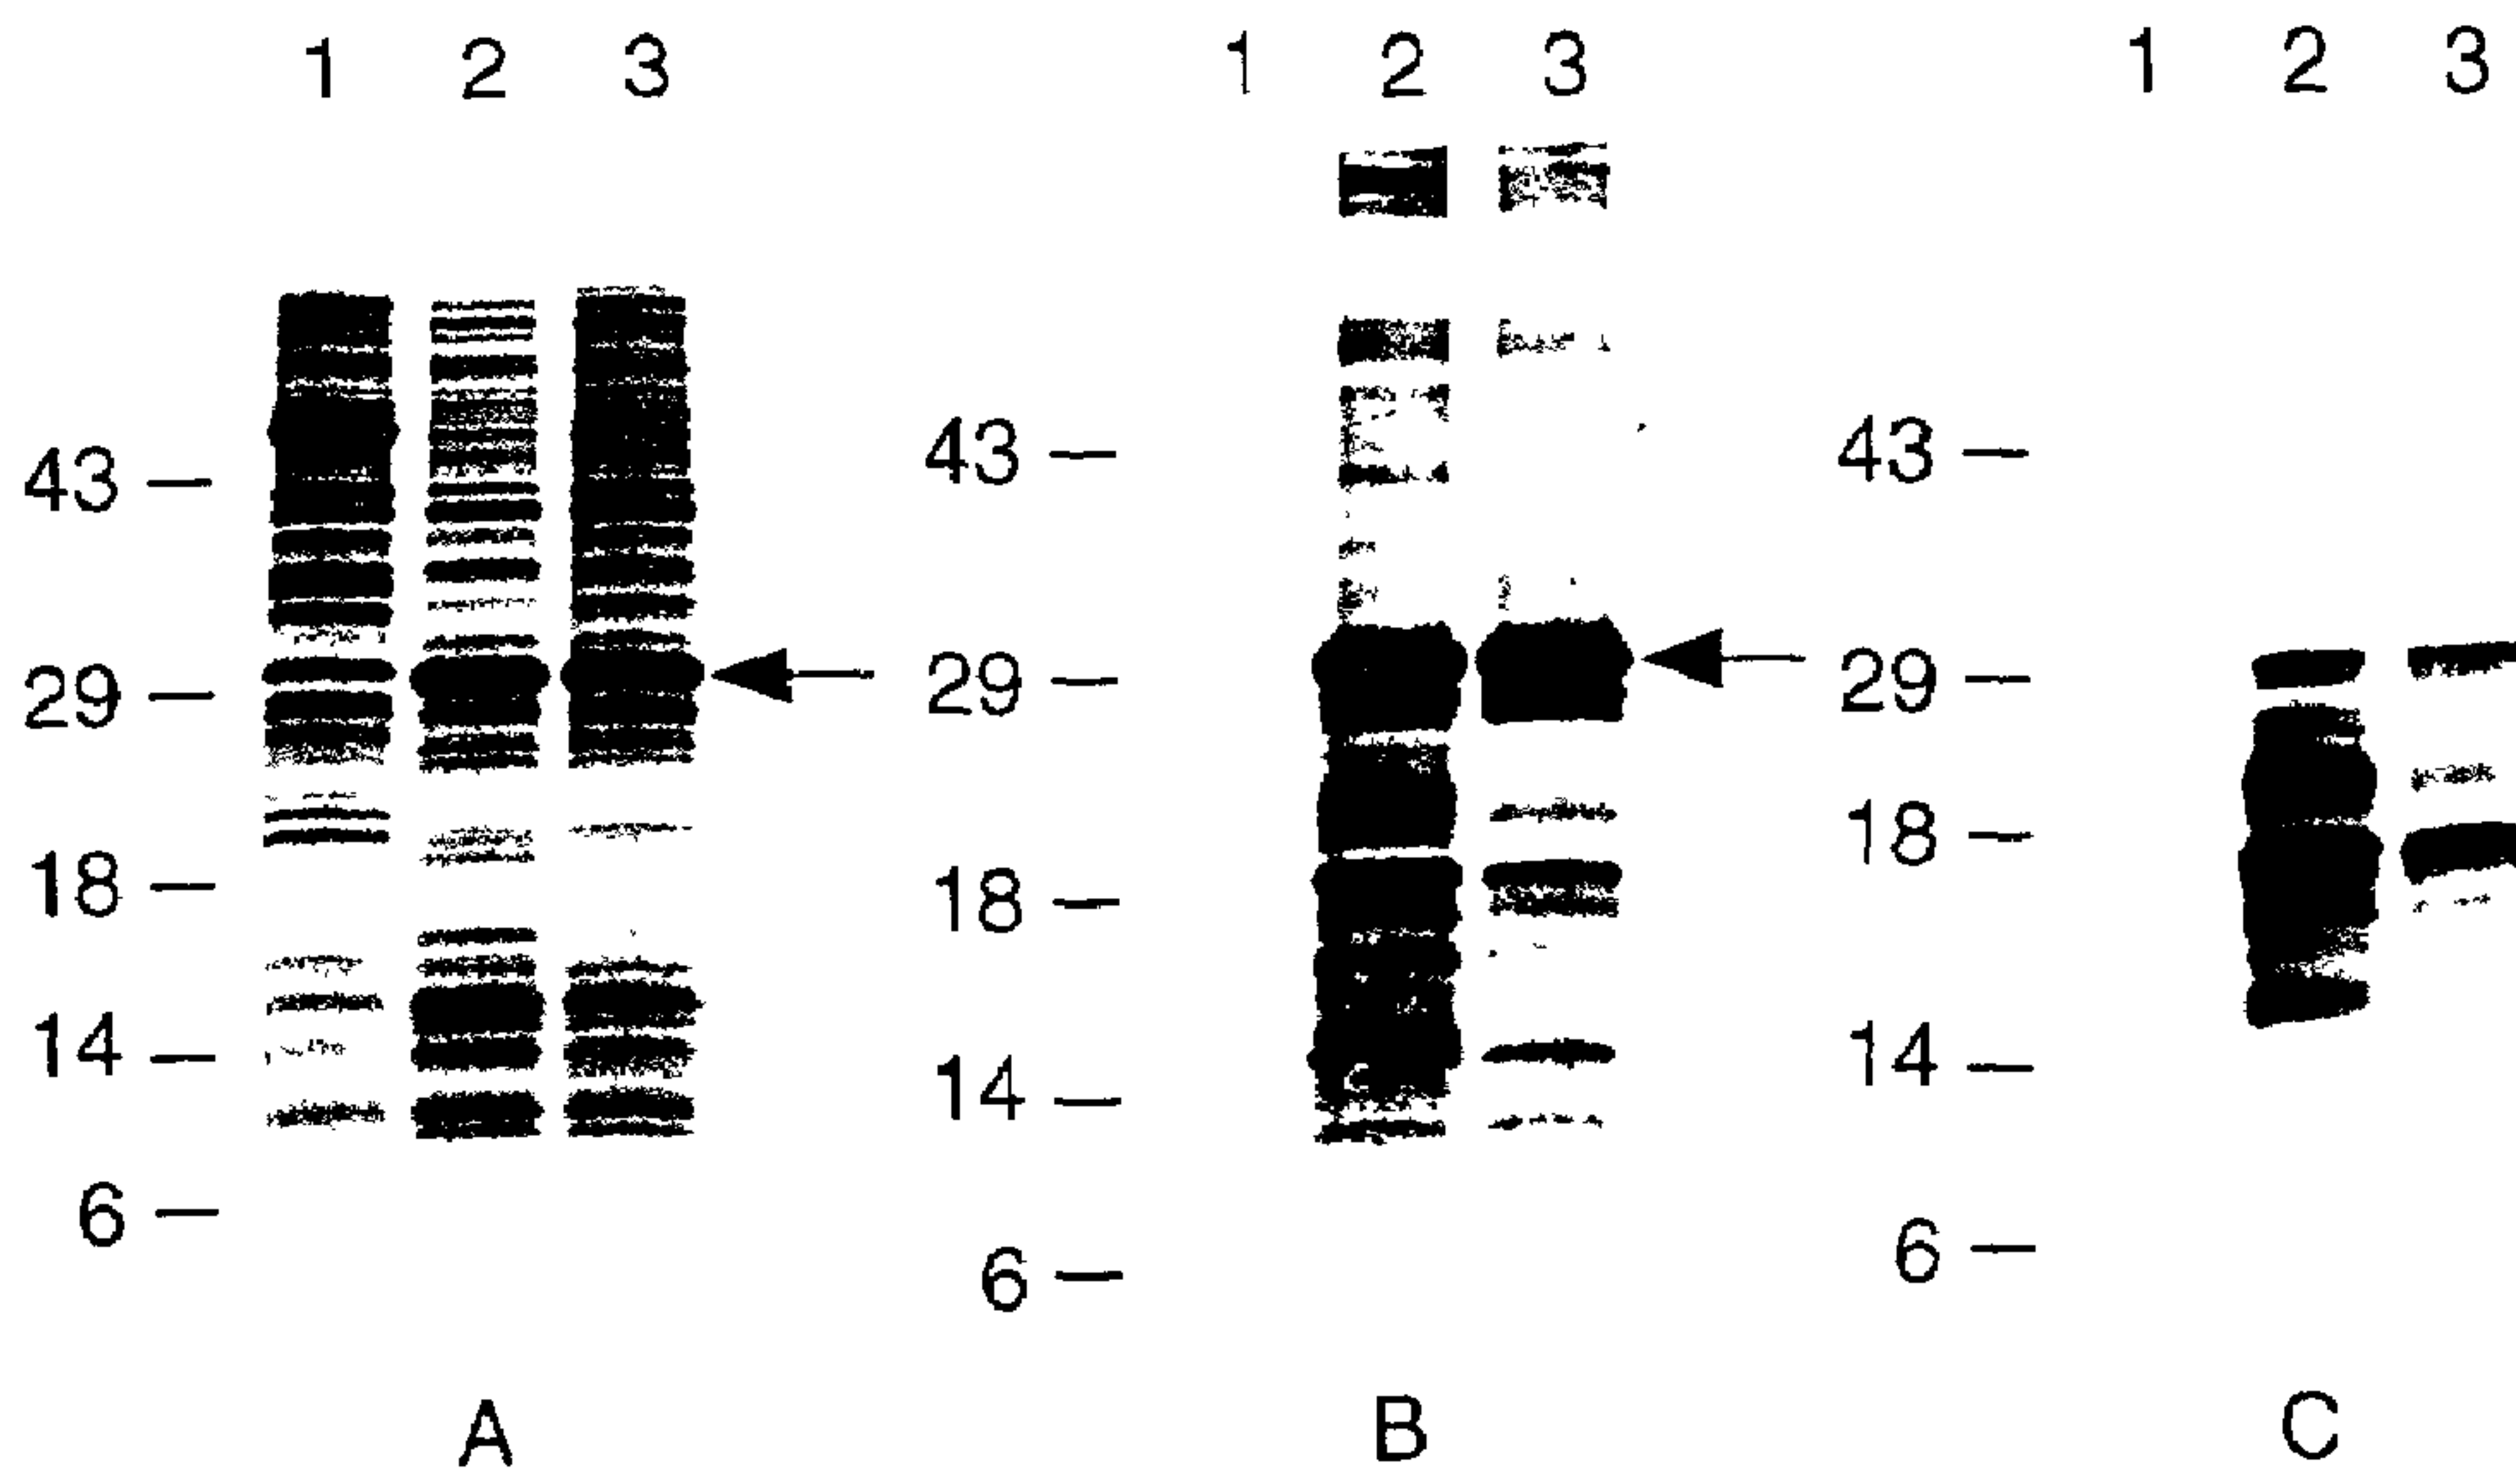 1 2 3 1 2 3 1 2 3
43 — 43 — 43 —
29 — 29 — 29 —
18 — 18 — 18 —
14 — 14 — 14 —
6 — 6 — 6 —
A B C